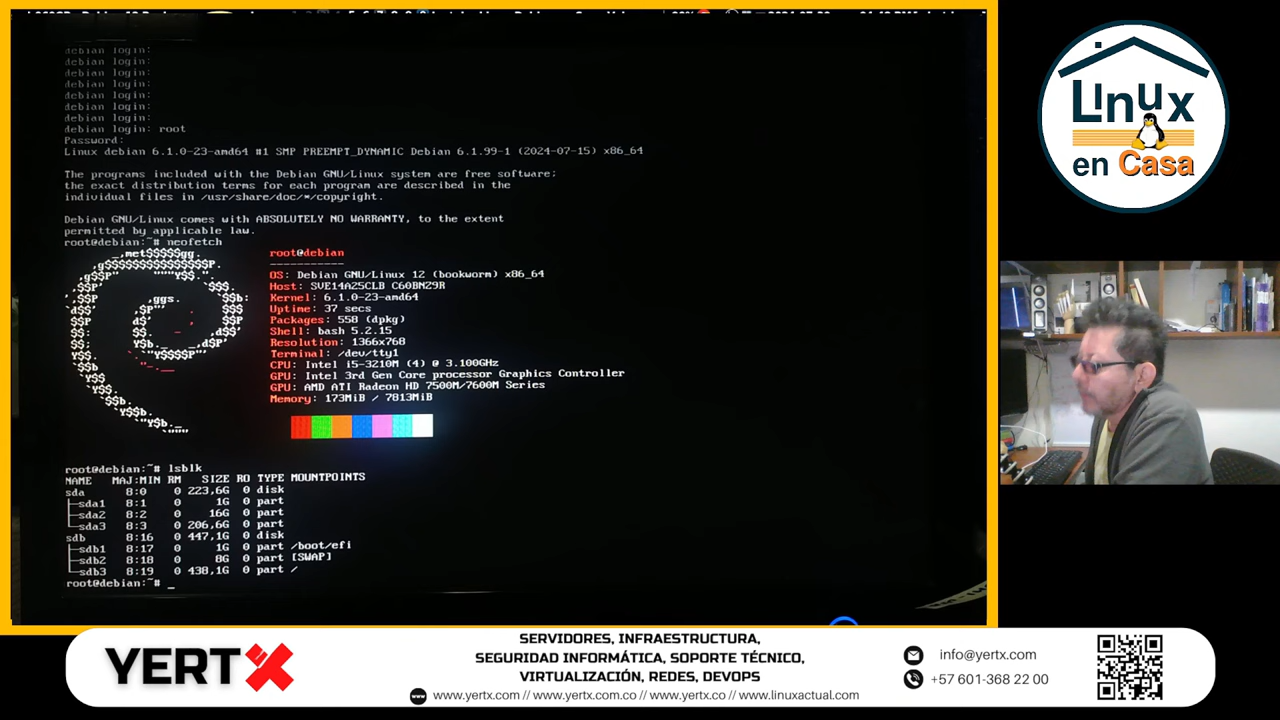 debian login:
debian login:
debian login:
debian login:
debian login:
debian login:
debian login:
debian login: root
Password:
Linux debian 6.1.0-23-amd64 #1 SMP PREEMPT_DYNAMIC Debian 6.1.99-1 (2024-07-15) x86_64
The programs included with the Debian GNU/Linux system are free software;
the exact distribution terms for each program are described in the
individual files in /usr/share/doc/*/copyright.
Debian GNU/Linux comes with ABSOLUTELY NO WARRANTY, to the extent
permitted by applicable law.
root@debian:~# neofetch
root@debian
-----------
OS: Debian GNU/Linux 12 (bookworm) x86_64
Host: SVE14A25CLB C60BNZ9R
Kernel: 6.1.0-23-amd64
Uptime: 37 secs
Packages: 558 (dpkg)
Shell: bash 5.2.15
Resolution: 1366x768
Terminal: /dev/tty1
CPU: Intel i5-3210M (4) @ 3.100GHz
GPU: Intel 3rd Gen Core processor Graphics Controller
GPU: AMD ATI Radeon HD 7500M/7600M Series
Memory: 173MiB / 7813MiB
root@debian:~# lsblk
NAME MAJ:MIN RM SIZE RO TYPE MOUNTPOINTS
sda 8:0 0 223,6G 0 disk
├─sda1 8:1 0 1G 0 part
├─sda2 8:2 0 16G 0 part
└─sda3 8:3 0 206,6G 0 part
sdb 8:16 0 447,1G 0 disk
├─sdb1 8:17 0 1G 0 part /boot/efi
├─sdb2 8:18 0 8G 0 part [SWAP]
└─sdb3 8:19 0 438,1G 0 part /
root@debian:~# _
Linux
en Casa
YERTX
SERVIDORES, INFRAESTRUCTURA,
SEGURIDAD INFORMÁTICA, SOPORTE TÉCNICO,
VIRTUALIZACIÓN, REDES, DEVOPS
www.yertx.com // www.yertx.com.co // www.yertx.co // www.linuxactual.com
info@yertx.com
+57 601-368 22 00